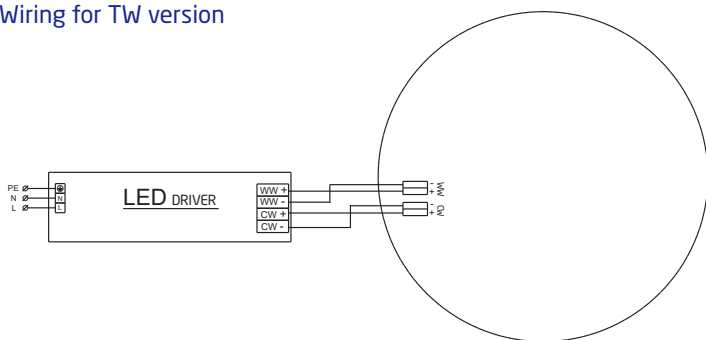 Wiring for TW version
PE
N
L
N
L
LED DRIVER
WW +
WW -
CW +
CW -
- +
WW
- +
CW